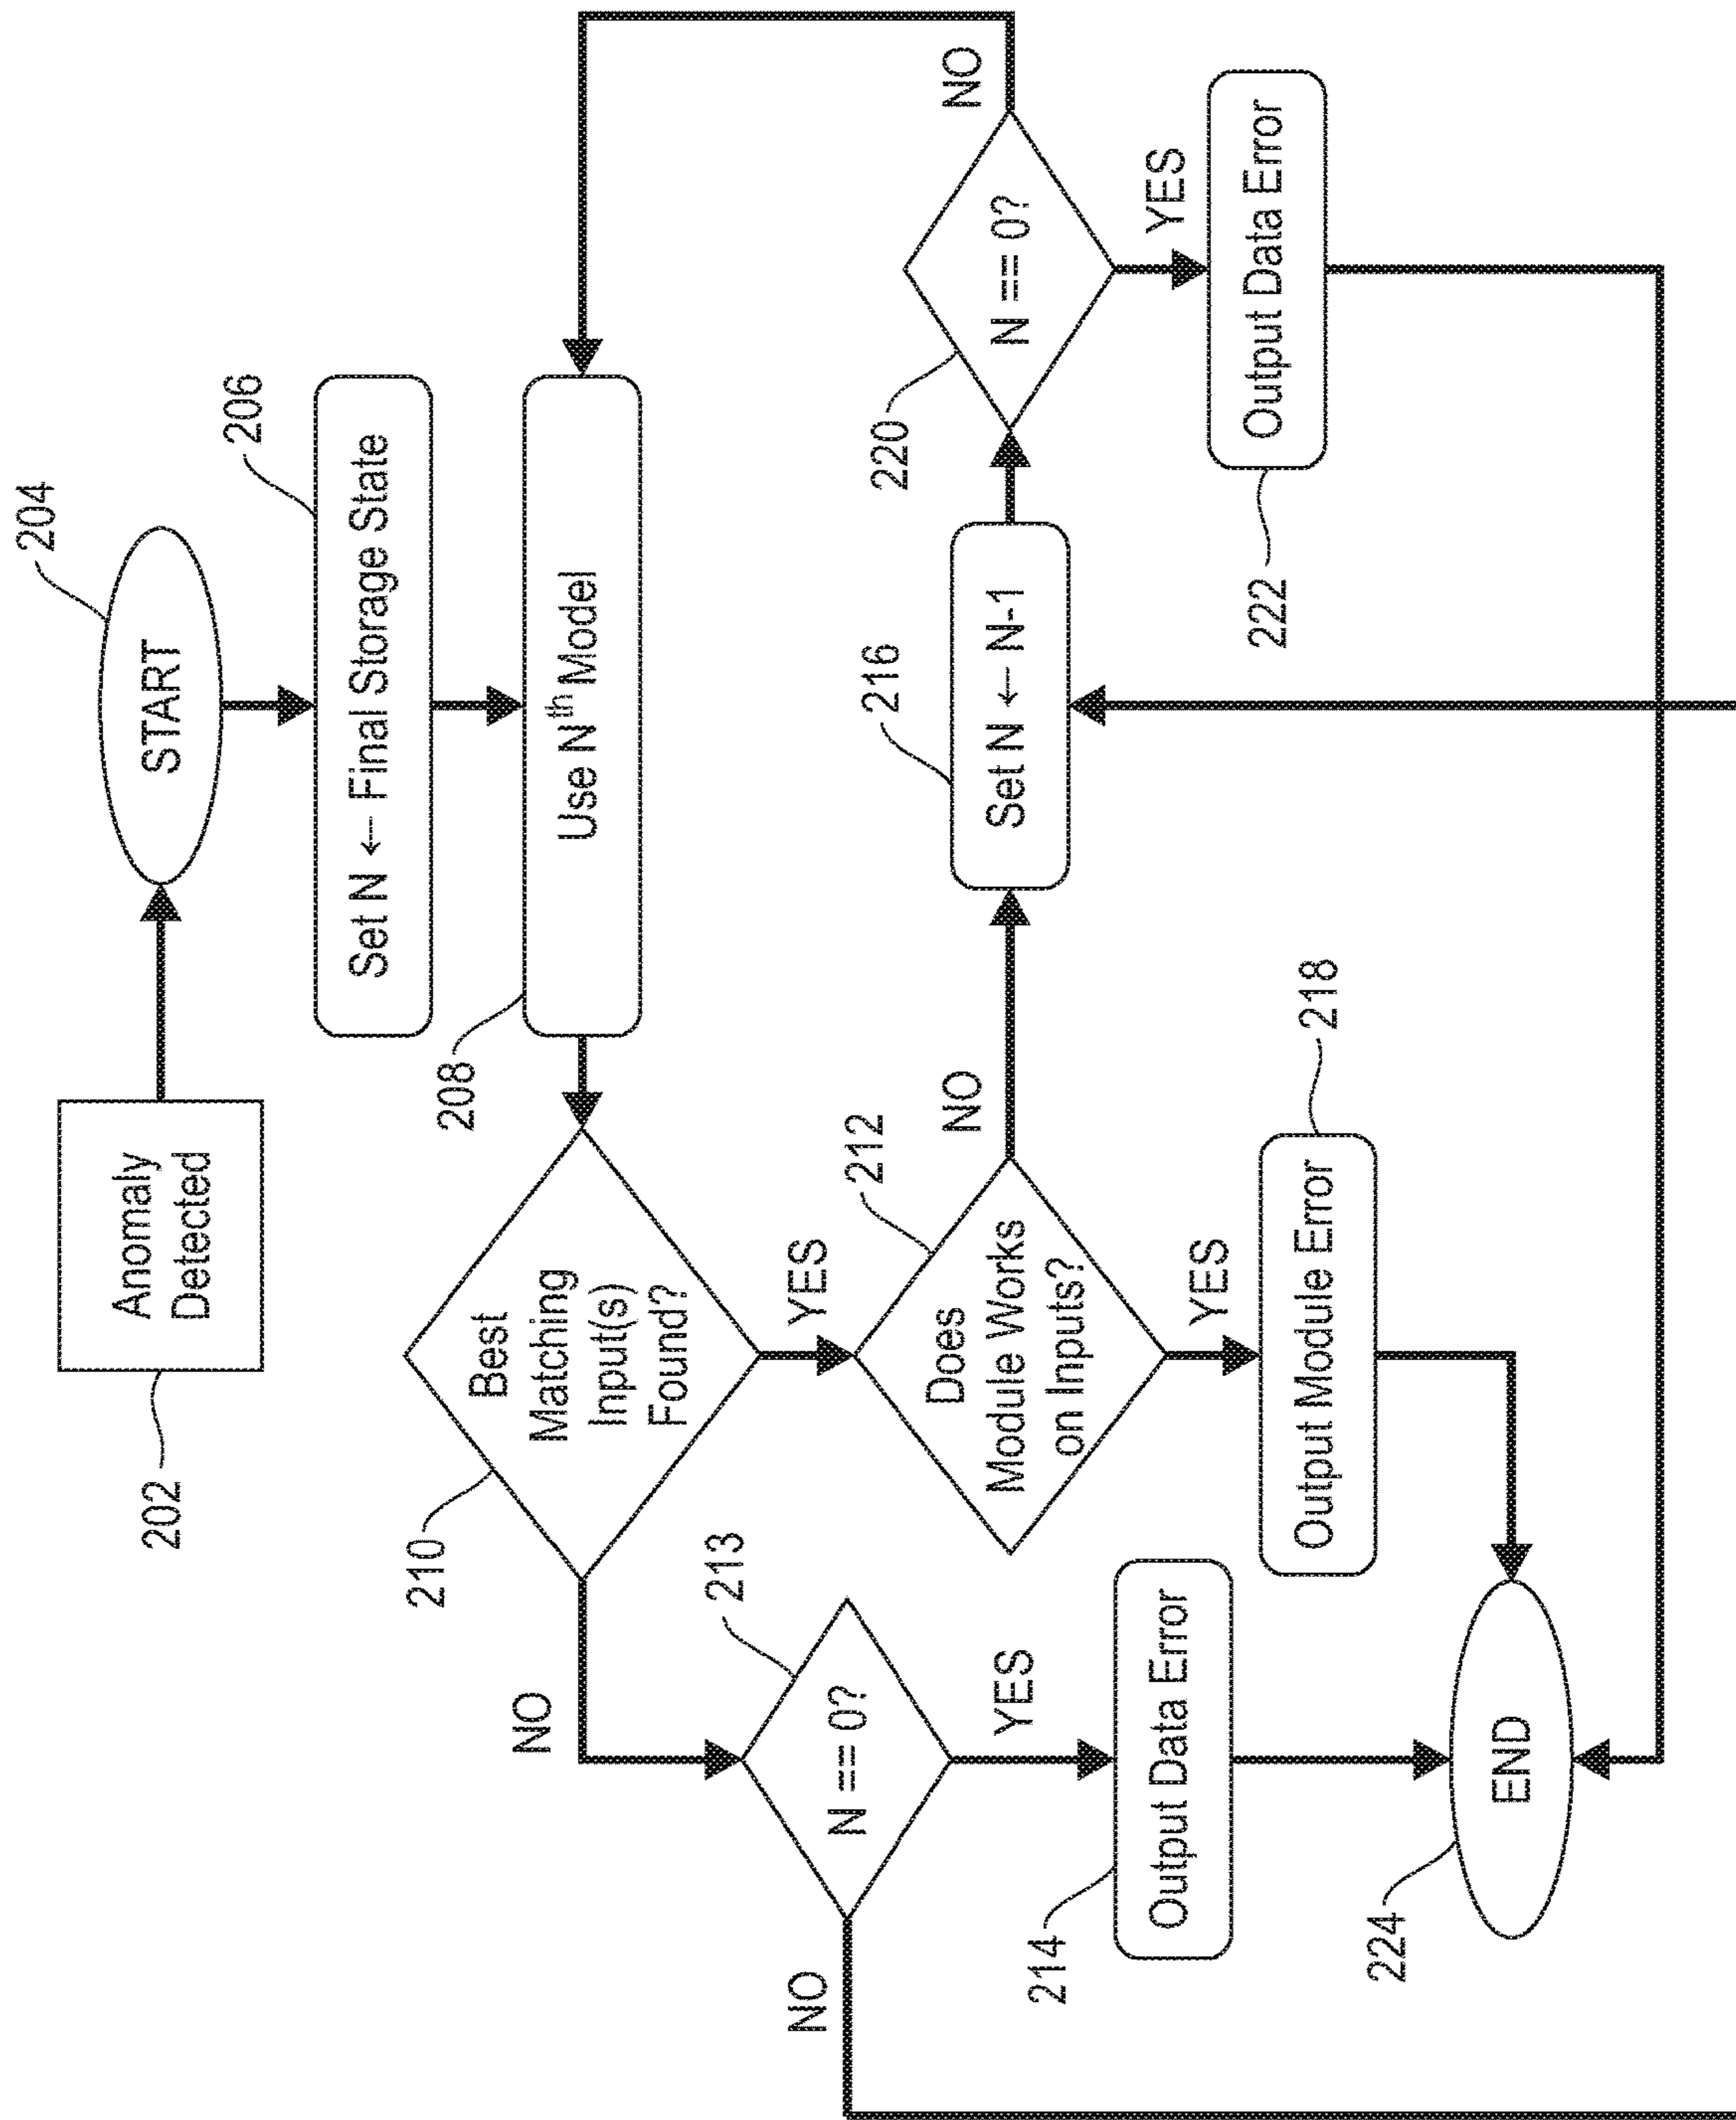 202
Anomaly
Detected
204
START
206
Set N ← Final Storage State
208
Use Nth Model
210
Best
Matching
Input(s)
Found?
NO
YES
213
N == 0?
NO
YES
214
Output Data Error
212
Does
Module Works
on Inputs?
NO
YES
216
Set N ← N-1
218
Output Module Error
220
N == 0?
NO
YES
222
Output Data Error
224
END